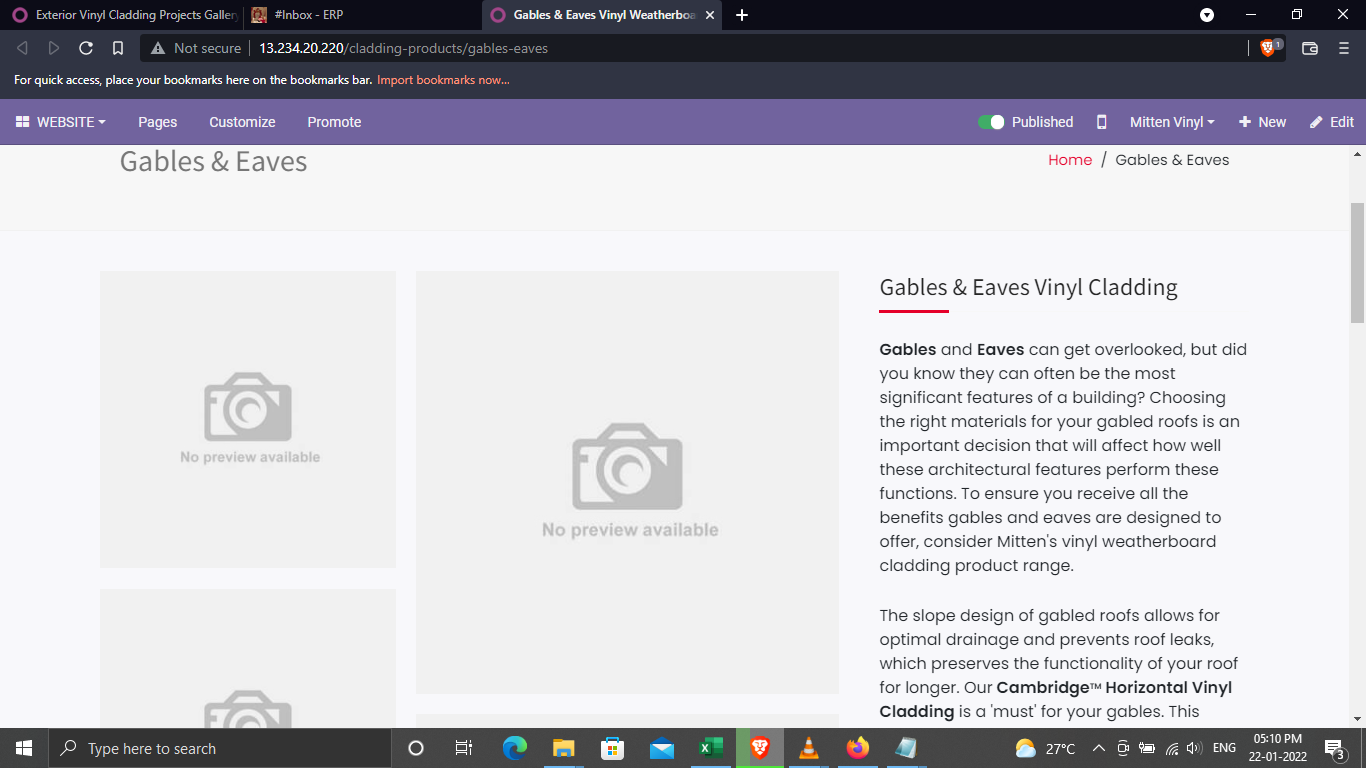 Exterior Vinyl Cladding Projects Gallery
#Inbox - ERP
Gables & Eaves Vinyl Weatherboa
Not secure
13.234.20.220/cladding-products/gables-eaves
1
For quick access, place your bookmarks here on the bookmarks bar. Import bookmarks now...
WEBSITE
Pages
Customize
Promote
Published
Mitten Vinyl
New
Edit
Gables & Eaves
Home / Gables & Eaves
No preview available
No preview available
Gables & Eaves Vinyl Cladding
Gables and Eaves can get overlooked, but did
you know they can often be the most
significant features of a building? Choosing
the right materials for your gabled roofs is an
important decision that will affect how well
these architectural features perform these
functions. To ensure you receive all the
benefits gables and eaves are designed to
offer, consider Mitten's vinyl weatherboard
cladding product range.
The slope design of gabled roofs allows for
optimal drainage and prevents roof leaks,
which preserves the functionality of your roof
for longer. Our Cambridge™ Horizontal Vinyl
Cladding is a 'must' for your gables. This
Type here to search
27°C
ENG
05:10 PM
22-01-2022
3